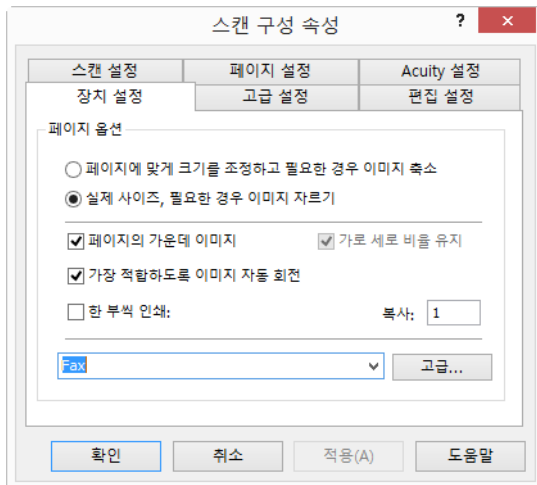 스캔 구성 속성 ?
스캔 설정 페이지 설정 Acuity 설정
장치 설정 고급 설정 편집 설정
페이지 옵션
페이지에 맞게 크기를 조정하고 필요한 경우 이미지 축소
실제 사이즈, 필요한 경우 이미지 자르기
페이지의 가운데 이미지 가로 세로 비율 유지
가장 적합하도록 이미지 자동 회전
한 부씩 인쇄: 복사: 1
Fax 고급...
확인 취소 적용(A) 도움말